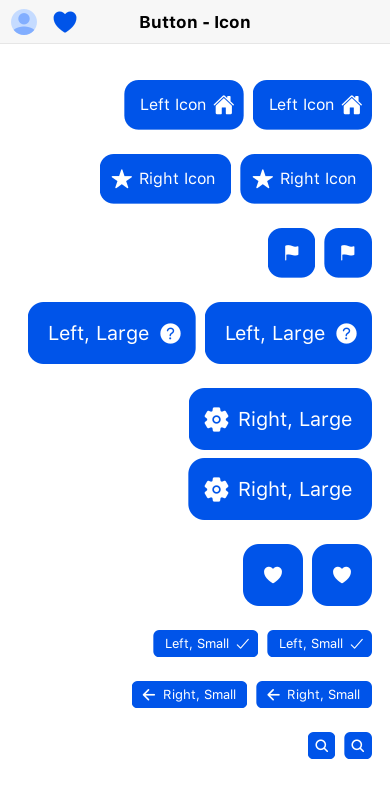 Button - Icon
Left Icon Left Icon
Right Icon Right Icon
Left, Large Left, Large
Right, Large
Right, Large
Left, Small Left, Small
Right, Small Right, Small